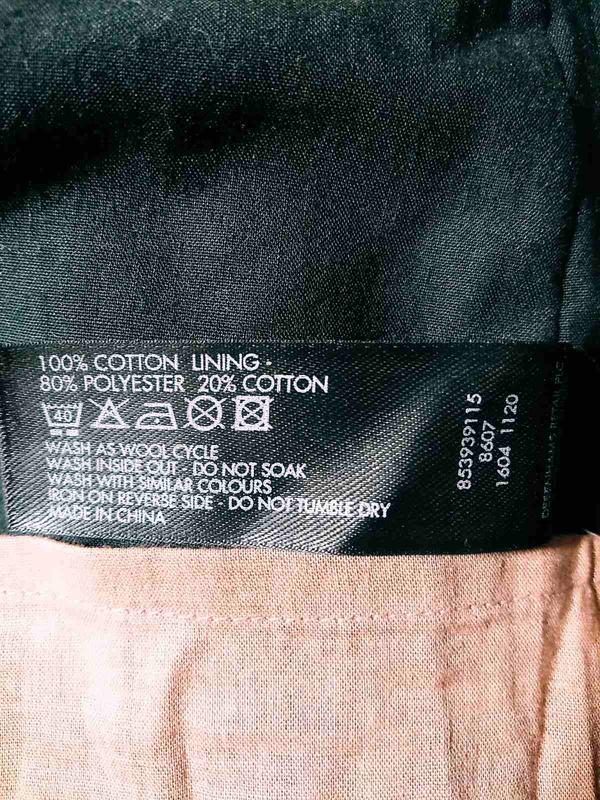 100% COTTON LINING -
80% POLYESTER 20% COTTON
40
WASH AS WOOL CYCLE
WASH INSIDE OUT - DO NOT SOAK
WASH WITH SIMILAR COLOURS
IRON ON REVERSE SIDE - DO NOT TUMBLE DRY
MADE IN CHINA
853939115
8607
1604 1120